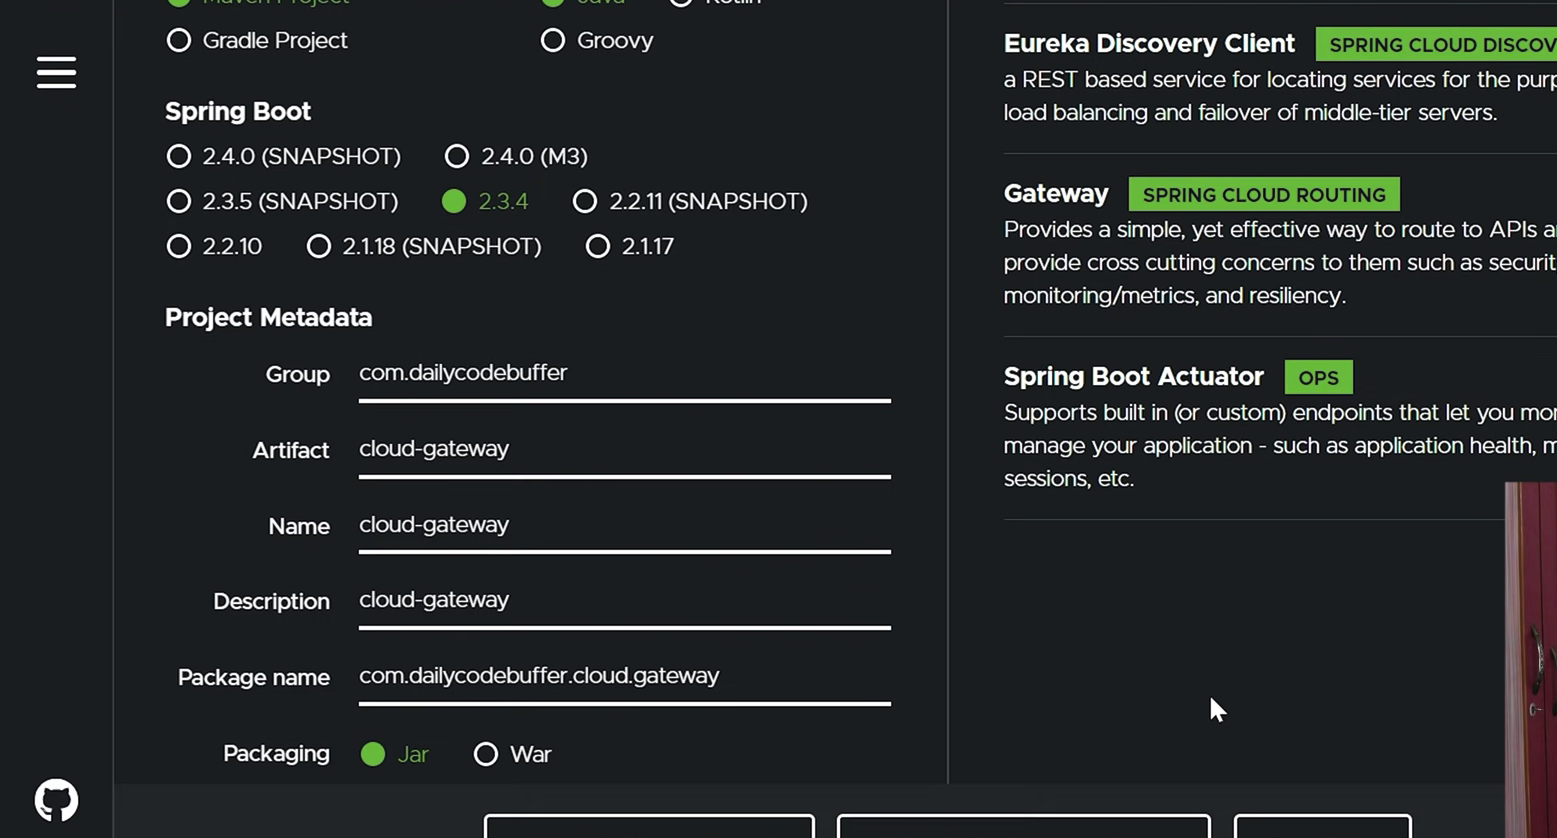 Maven Project
Java
Kotlin
Gradle Project
Groovy
Spring Boot
2.4.0 (SNAPSHOT)
2.4.0 (M3)
2.3.5 (SNAPSHOT)
2.3.4
2.2.11 (SNAPSHOT)
2.2.10
2.1.18 (SNAPSHOT)
2.1.17
Project Metadata
Group
com.dailycodebuffer
Artifact
cloud-gateway
Name
cloud-gateway
Description
cloud-gateway
Package name
com.dailycodebuffer.cloud.gateway
Packaging
Jar
War
Eureka Discovery Client
SPRING CLOUD DISCOV
a REST based service for locating services for the purp
load balancing and failover of middle-tier servers.
Gateway
SPRING CLOUD ROUTING
Provides a simple, yet effective way to route to APIs a
provide cross cutting concerns to them such as securit
monitoring/metrics, and resiliency.
Spring Boot Actuator
OPS
Supports built in (or custom) endpoints that let you mo
manage your application - such as application health, m
sessions, etc.